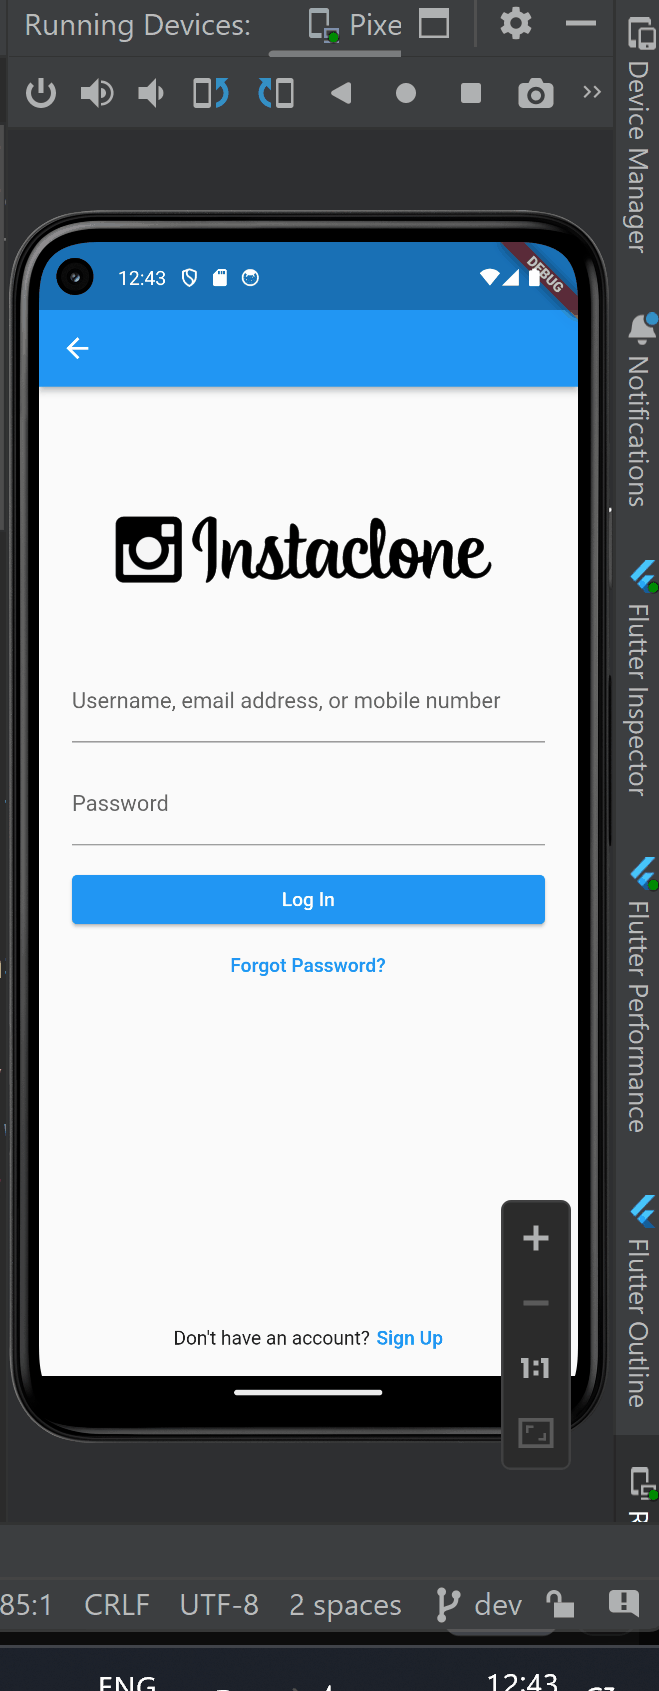 Running Devices:
Pixe
Device Manager
Notifications
Flutter Inspector
Flutter Performance
Flutter Outline
12:43
DEBUG
Instaclone
Username, email address, or mobile number
Password
Log In
Forgot Password?
Don't have an account? Sign Up
1:1
85:1 CRLF UTF-8 2 spaces dev
ENG
12:43